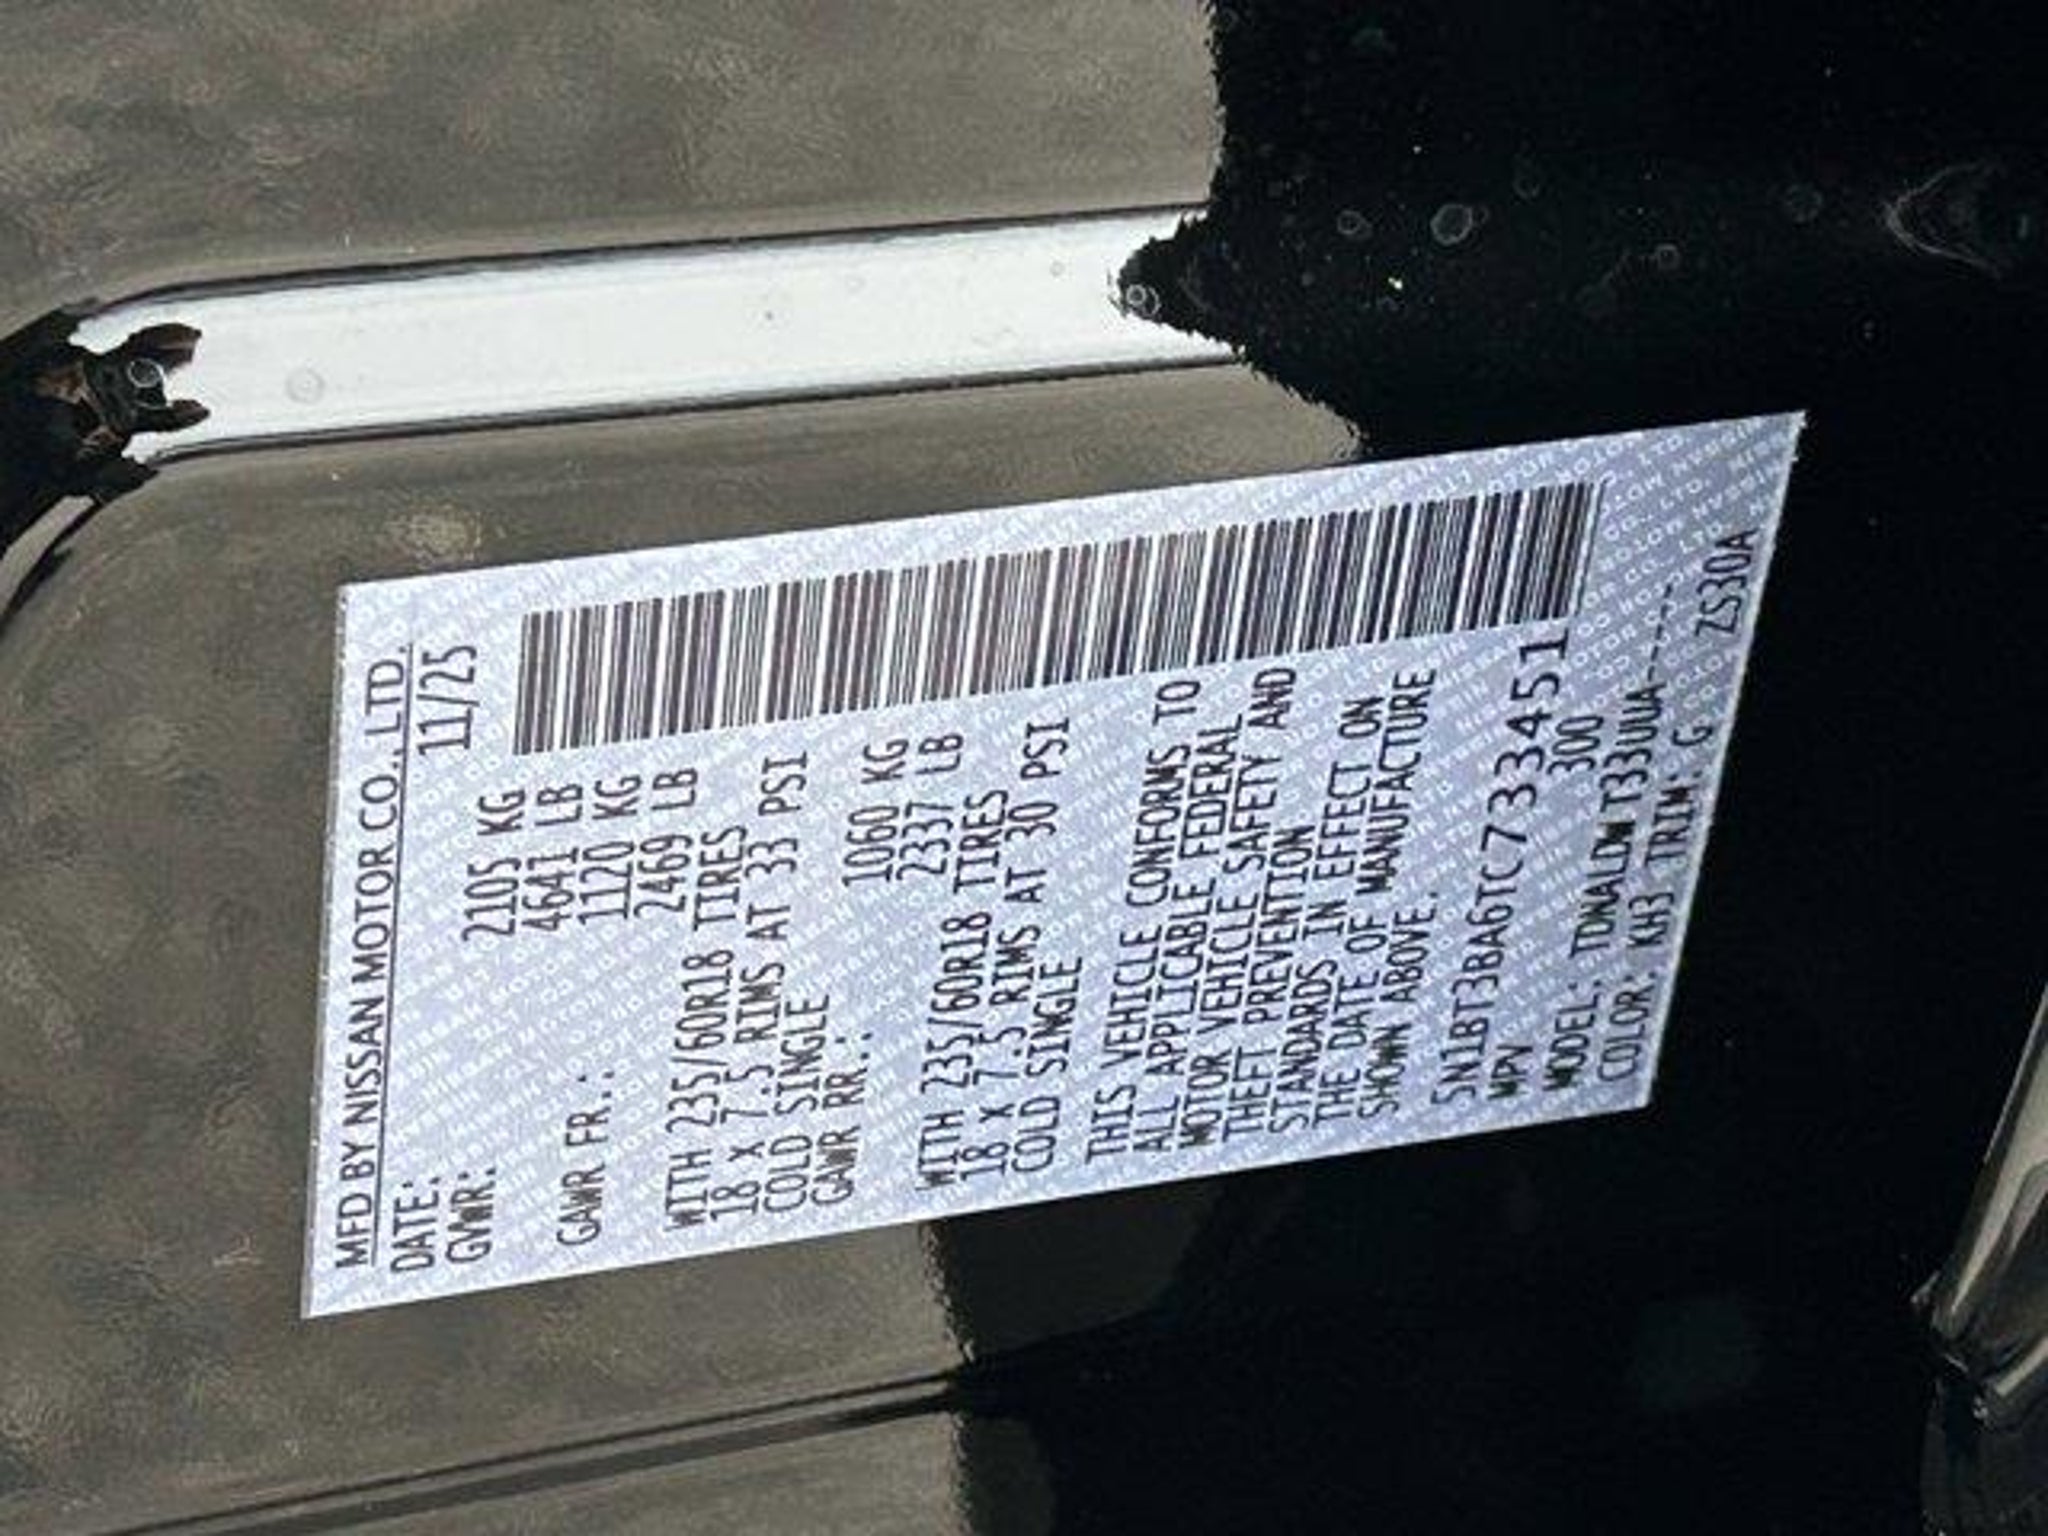 MFD BY NISSAN MOTOR CO., LTD.
DATE: 11/25
GVWR: 2105 KG
4641 LB
GAWR FR.: 1120 KG
2469 LB
WITH 235/60R18 TIRES
18 X 7.5 RIMS AT 33 PSI
COLD SINGLE
GAWR RR.: 1060 KG
2337 LB
WITH 235/60R18 TIRES
18 X 7.5 RIMS AT 30 PSI
COLD SINGLE
THIS VEHICLE CONFORMS TO
ALL APPLICABLE FEDERAL
MOTOR VEHICLE SAFETY AND
THEFT PREVENTION
STANDARDS IN EFFECT ON
THE DATE OF MANUFACTURE
SHOWN ABOVE.
5N1BT3BA6TC733451
MPV 300
MODEL: TDNALDW T33UUA------
COLOR: KH3 TRIM: G ZS30A